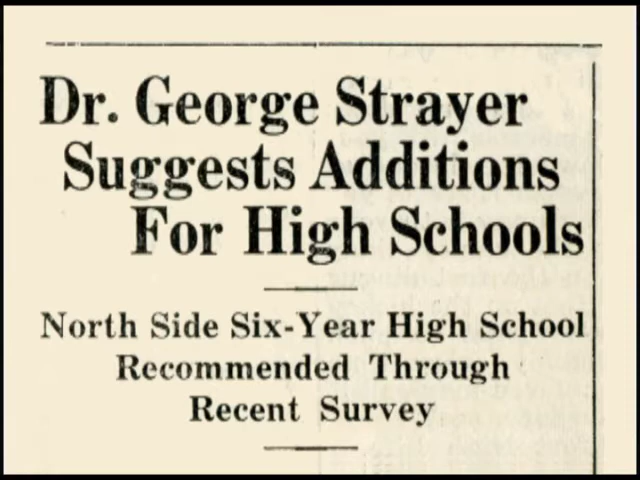 Dr. George Strayer
Suggests Additions
For High Schools
North Side Six-Year High School
Recommended Through
Recent Survey